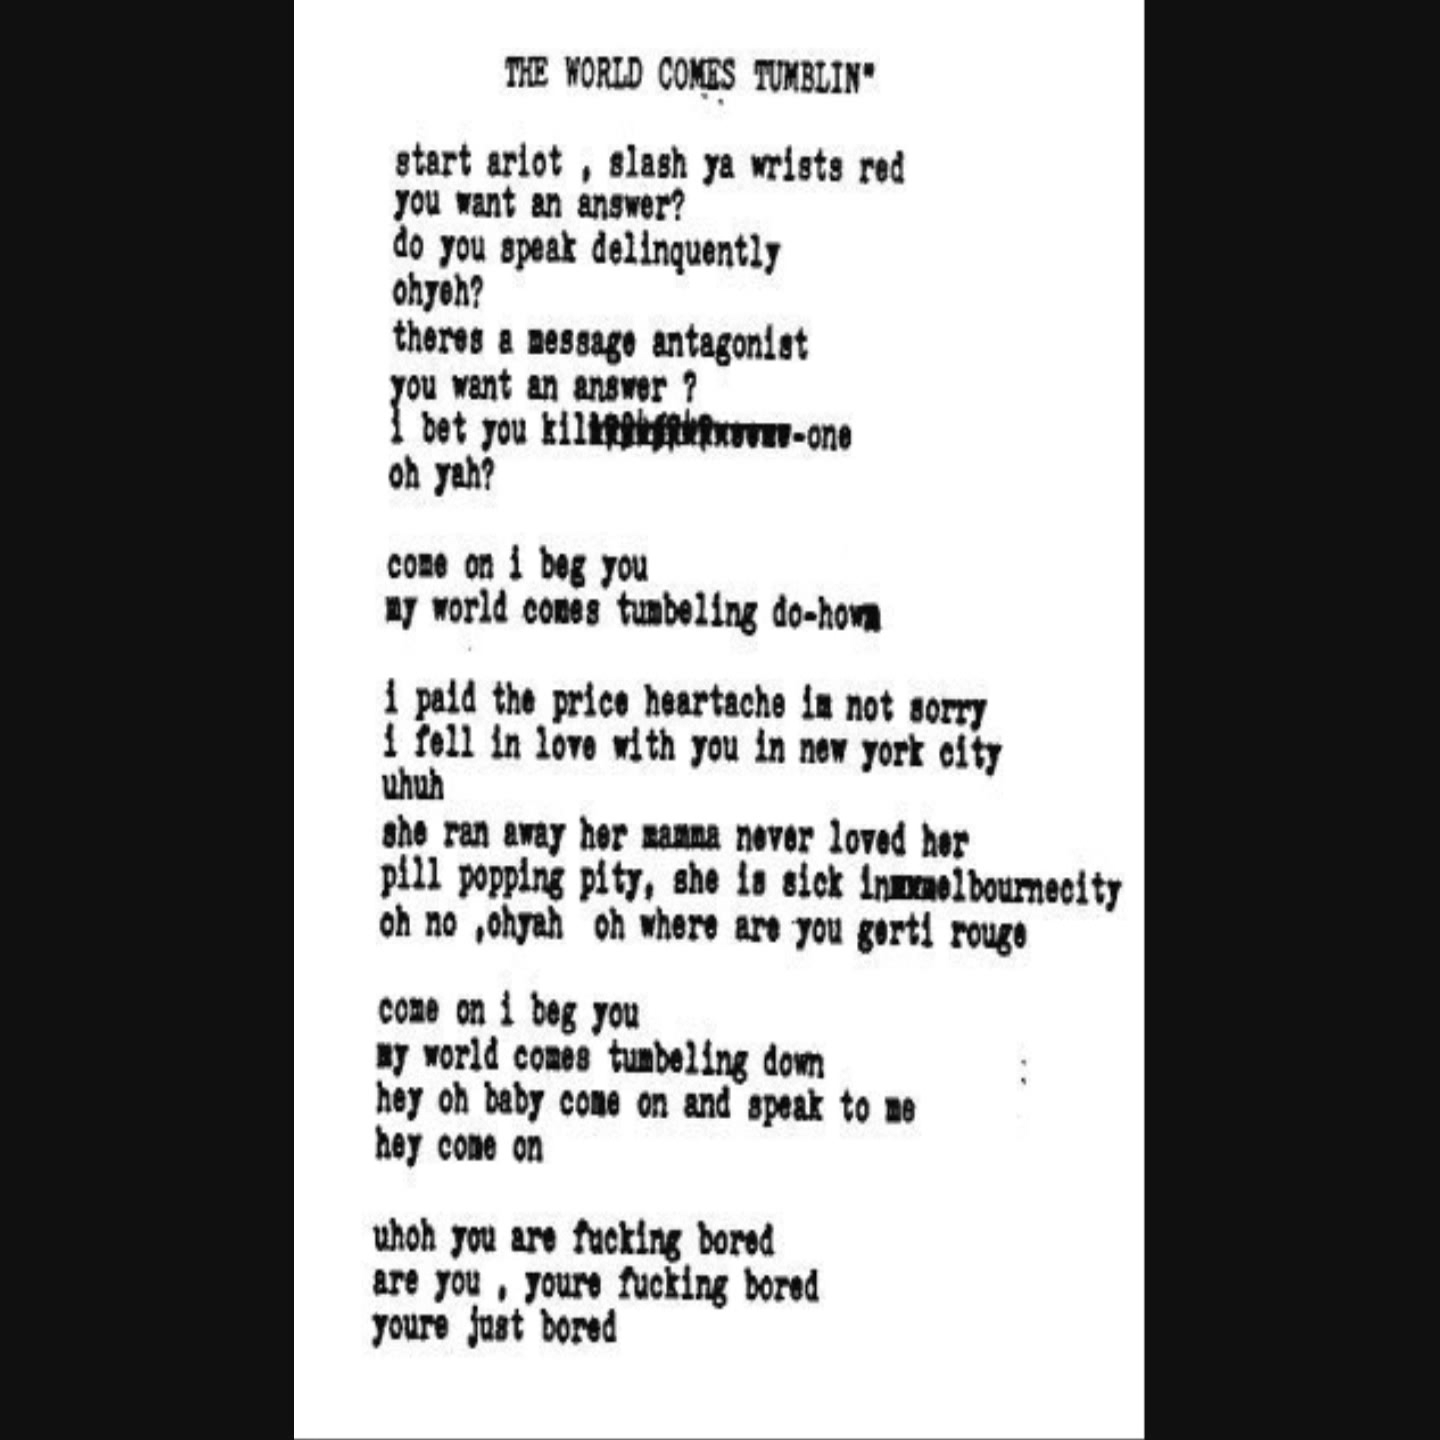 THE WORLD COMES TUMBLIN"
start ariot , slash ya wrists red
you want an answer?
do you speak delinquently
ohyeh?
theres a message antagonist
you want an answer ?
i bet you kill -one
oh yah?
come on i beg you
my world comes tumbeling do-hown
i paid the price heartache im not sorry
i fell in love with you in new york city
uhuh
she ran away her mamma never loved her
pill popping pity, she is sick inxxmelbournecity
oh no ,ohyah oh where are you gerti rouge
come on i beg you
my world comes tumbeling down
hey oh baby come on and speak to me
hey come on
uhoh you are fucking bored
are you , youre fucking bored
youre just bored